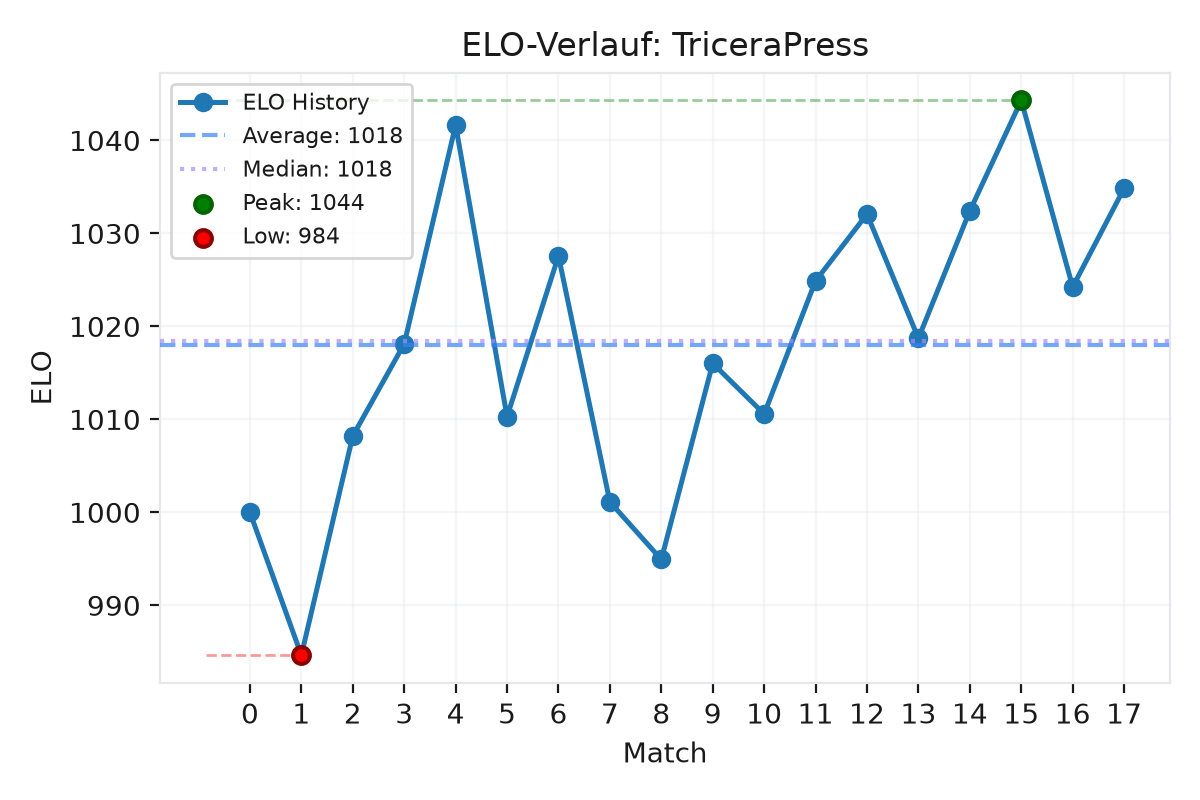 ELO-Verlauf: TriceraPress
ELO History
Average: 1018
Median: 1018
Peak: 1044
Low: 984
ELO
1040
1030
1020
1010
1000
990
0 1 2 3 4 5 6 7 8 9 10 11 12 13 14 15 16 17
Match